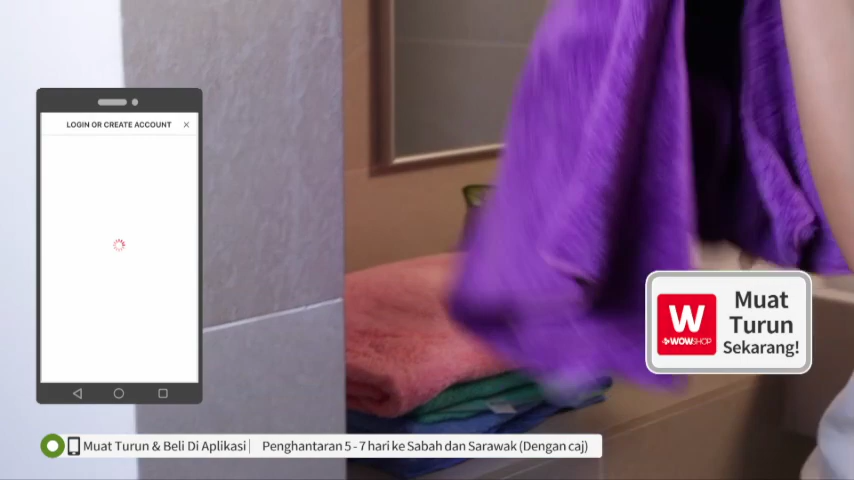 LOGIN OR CREATE ACCOUNT
W
WOWSHOP
Muat
Turun
Sekarang!
Muat Turun & Beli Di Aplikasi
Penghantaran 5 - 7 hari ke Sabah dan Sarawak (Dengan caj)